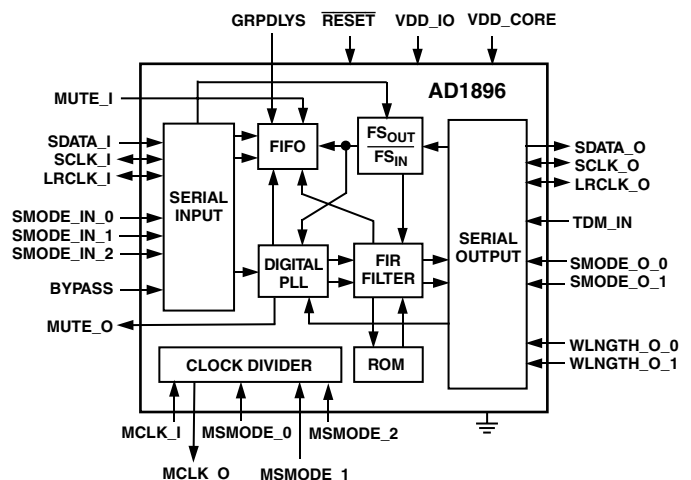 GRPDLYS
RESET
VDD_IO
VDD_CORE
AD1896
MUTE_I
SDATA_I
SCLK_I
LRCLK_I
SMODE_IN_0
SMODE_IN_1
SMODE_IN_2
BYPASS
MUTE_O
SERIAL
INPUT
FIFO
FSOUT
FSIN
DIGITAL
PLL
FIR
FILTER
ROM
CLOCK DIVIDER
SERIAL
OUTPUT
SDATA_O
SCLK_O
LRCLK_O
TDM_IN
SMODE_O_0
SMODE_O_1
WLNGTH_O_0
WLNGTH_O_1
MCLK_I
MSMODE_0
MSMODE_2
MCLK_O
MSMODE_1